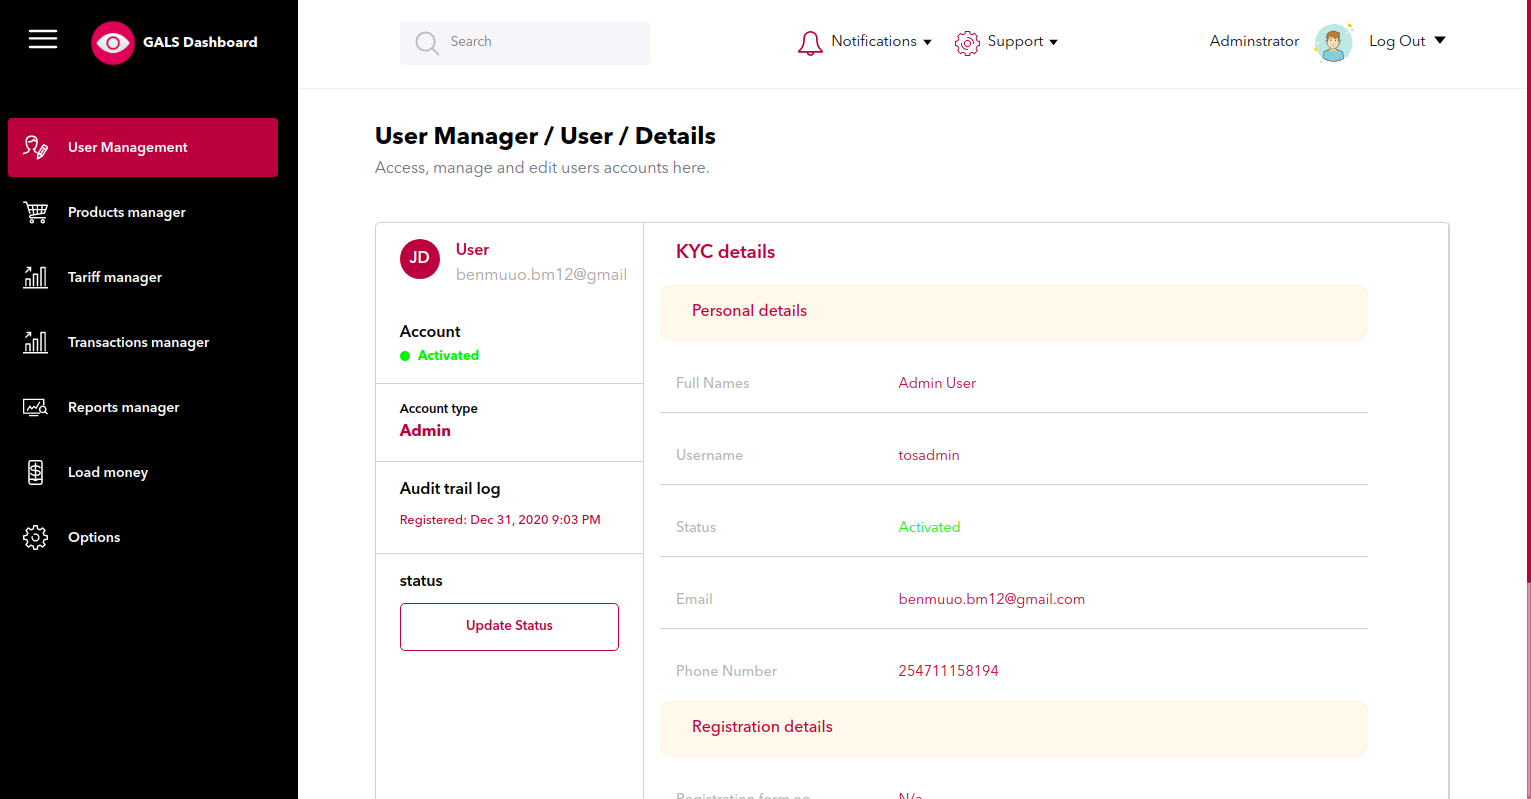 GALS Dashboard
Search
Notifications
Support
Adminstrator
Log Out
User Management
Products manager
Tariff manager
Transactions manager
Reports manager
Load money
Options
User Manager / User / Details
Access, manage and edit users accounts here.
JD
User
benmuuo.bm12@gmail
Account
Activated
Account type
Admin
Audit trail log
Registered: Dec 31, 2020 9:03 PM
status
Update Status
KYC details
Personal details
Full Names Admin User
Username tosadmin
Status Activated
Email benmuuo.bm12@gmail.com
Phone Number 254711158194
Registration details
Registration form no N/a